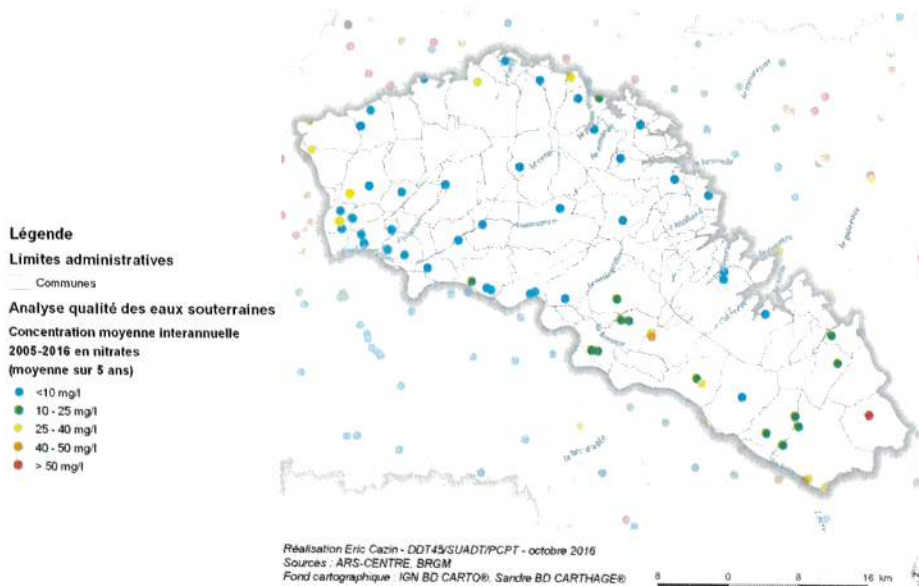 Légende
Limites administratives
Communes
Analyse qualité des eaux souterraines
Concentration moyenne interannuelle
2005-2016 en nitrates
(moyenne sur 5 ans)
<10 mg/l
10 - 25 mg/l
25 - 40 mg/l
40 - 50 mg/l
> 50 mg/l
Réalisation Eric Cazin - DDT45/SUADT/PCPT - octobre 2016
Sources : ARS-CENTRE, BRGM
Fond cartographique : IGN BD CARTO®, Sandre BD CARTHAGE®
8 0 8 16 km